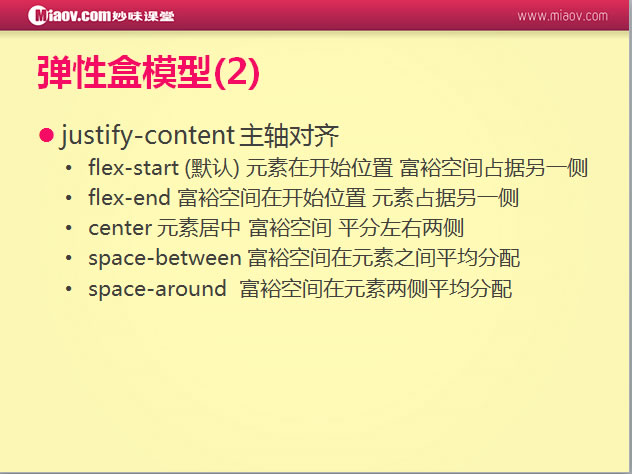 Miaov.com妙味课堂
www.miaov.com
弹性盒模型(2)
justify-content 主轴对齐
• flex-start (默认) 元素在开始位置 富裕空间占据另一侧
• flex-end 富裕空间在开始位置 元素占据另一侧
• center 元素居中 富裕空间 平分左右两侧
• space-between 富裕空间在元素之间平均分配
• space-around 富裕空间在元素两侧平均分配